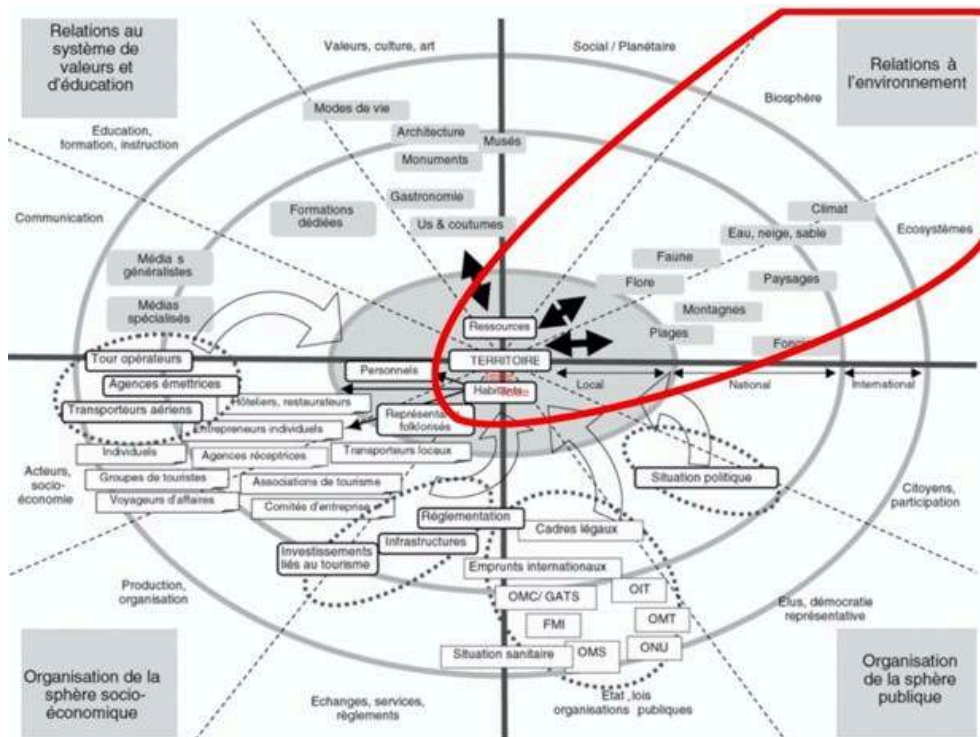 Relations au
système de
valeurs et
d'éducation
Valeurs, culture, art
Social / Planétaire
Relations à
l'environnement
Biosphère
Modes de vie
Education,
formation, instruction
Architecture
Musés
Monuments
Gastronomie
Formations
dédiées
Us & coutumes
Communication
Climat
Eau, neige, sable
Ecosystèmes
Faune
Média s
généralistes
Flore
Paysages
Médias
spécialisés
Montagnes
Ressources
Plages
Tour opérateurs
TERRITOIRE
Personnels
Agences émettrices
Habitants
Local
National
International
Hôteliers, restaurateurs
Transporteurs aériens
folklorisés
Entrepreneurs individuels
Individuels
Agences réceptrices
Transporteurs locaux
Acteurs,
socio-
économie
Groupes de touristes
Associations de tourisme
Situation politique
Voyageurs d'affaires
Comités d'entreprise
Citoyens,
participation
Réglementation
Cadres légaux
Infrastructures
Investissements
liés au tourisme
Emprunts internationaux
Production,
organisation
OMC/ GATS
OIT
Elus, démocratie
représentative
FMI
OMT
Situation sanitaire
OMS
ONU
Organisation de la
sphère socio-
économique
Echanges, services,
règlements
Etat ,lois
organisations publiques
Organisation
de la sphère
publique